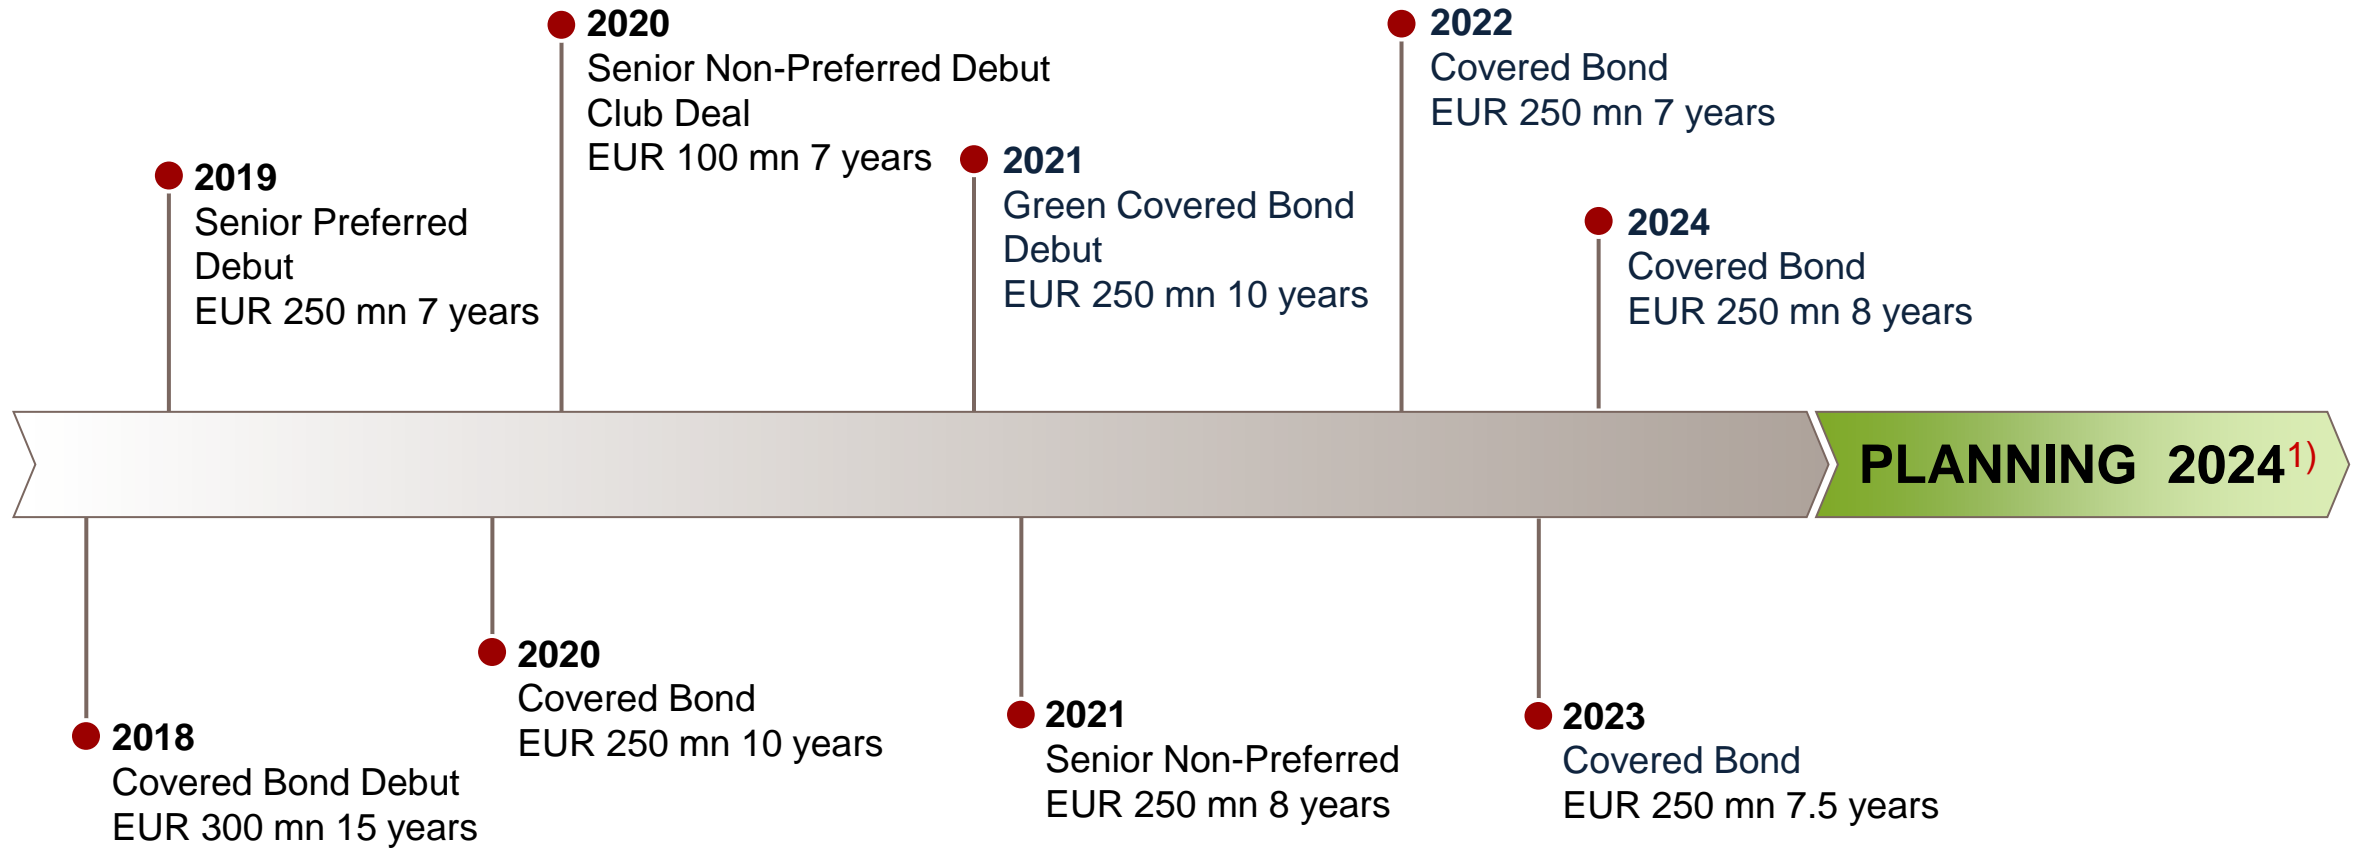 2020
Senior Non-Preferred Debut
Club Deal
EUR 100 mn 7 years
2022
Covered Bond
EUR 250 mn 7 years
2019
Senior Preferred
Debut
EUR 250 mn 7 years
2021
Green Covered Bond
Debut
EUR 250 mn 10 years
2024
Covered Bond
EUR 250 mn 8 years
PLANNING 2024 1)
2018
Covered Bond Debut
EUR 300 mn 15 years
2020
Covered Bond
EUR 250 mn 10 years
2021
Senior Non-Preferred
EUR 250 mn 8 years
2023
Covered Bond
EUR 250 mn 7.5 years